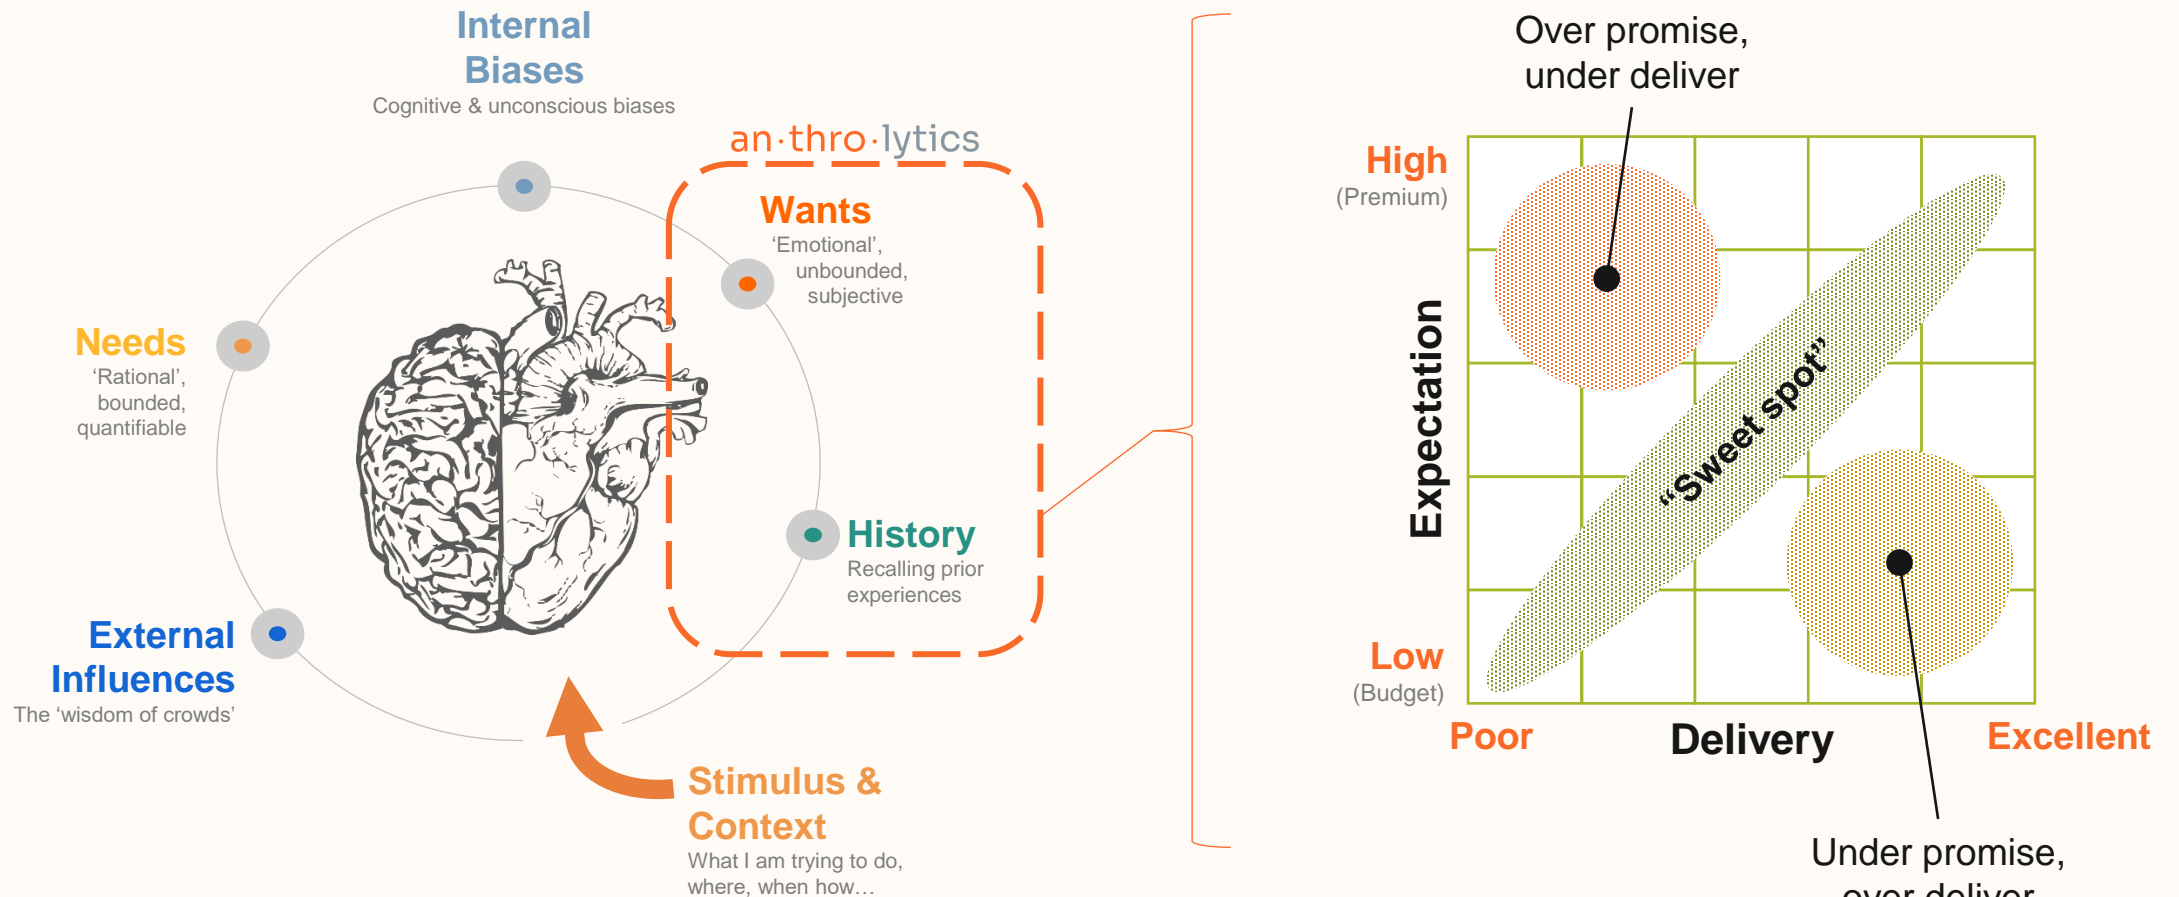 Internal
Biases
Cognitive & unconscious biases
an·thro·lytics
Wants
‘Emotional’,
unbounded,
subjective
Needs
‘Rational’,
bounded,
quantifiable
History
Recalling prior
experiences
External
Influences
The ‘wisdom of crowds’
Stimulus &
Context
What I am trying to do,
where, when how…
Over promise,
under deliver
High
(Premium)
Expectation
“Sweet spot”
Low
(Budget)
Poor
Delivery
Excellent
Under promise,
over deliver